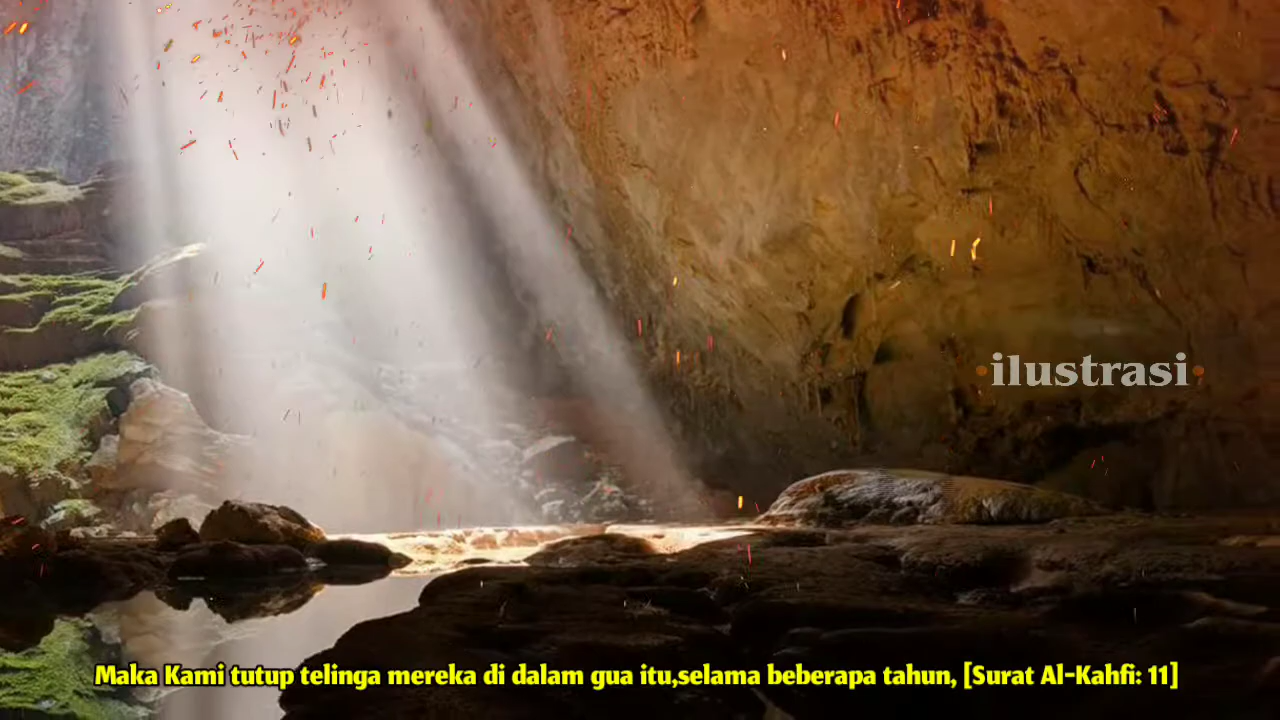 •ilustrasi•
Maka Kami tutup telinga mereka di dalam gua itu,selama beberapa tahun, [Surat Al-Kahfi: 11]